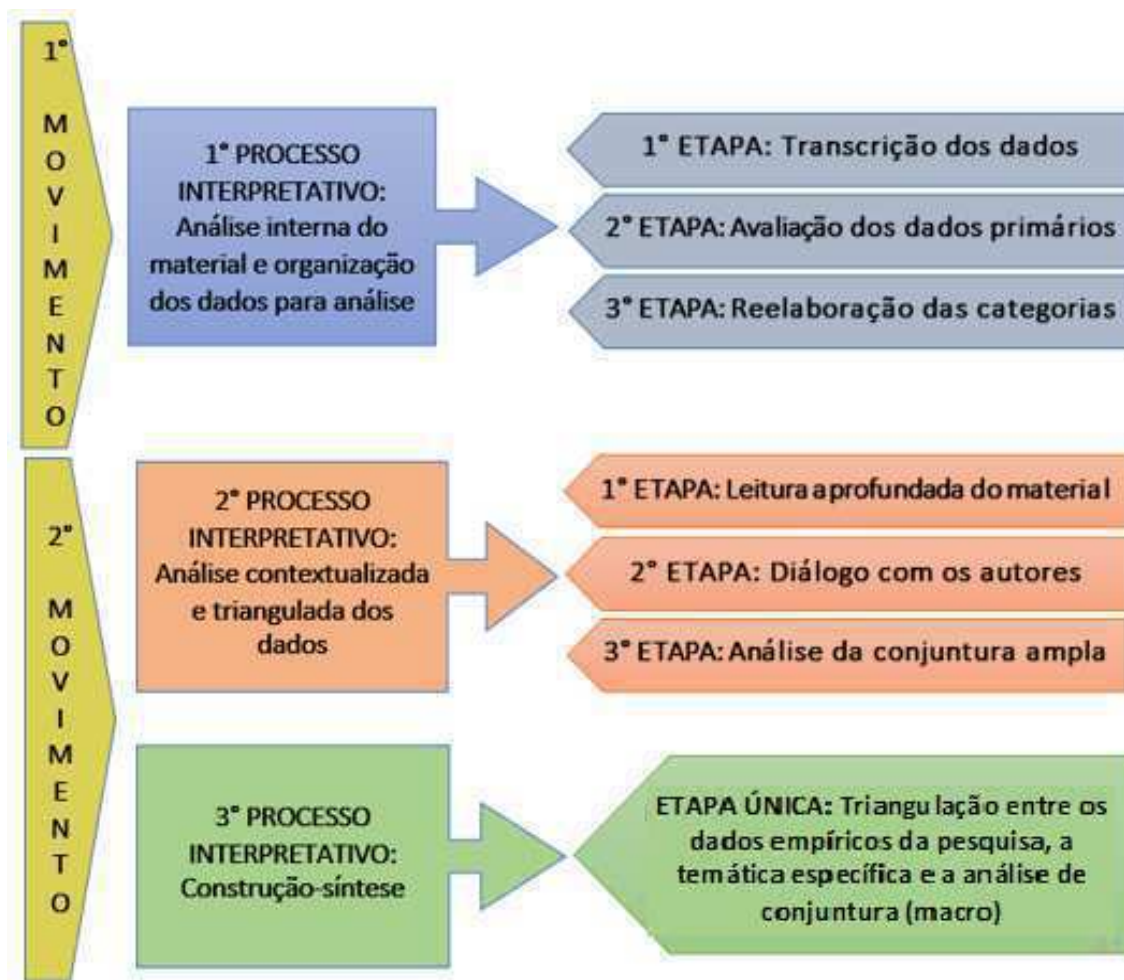 1° MOVIMENTO
1° PROCESSO
INTERPRETATIVO:
Análise interna do
material e organização
dos dados para análise
1° ETAPA: Transcrição dos dados
2° ETAPA: Avaliação dos dados primários
3° ETAPA: Reelaboração das categorias
2° MOVIMENTO
2° PROCESSO
INTERPRETATIVO:
Análise contextualizada
e triangulada dos
dados
1° ETAPA: Leitura aprofundada do material
2° ETAPA: Diálogo com os autores
3° ETAPA: Análise da conjuntura ampla
3° PROCESSO
INTERPRETATIVO:
Construção-síntese
ETAPA ÚNICA: Triangulação entre os
dados empíricos da pesquisa, a
temática específica e a análise de
conjuntura (macro)